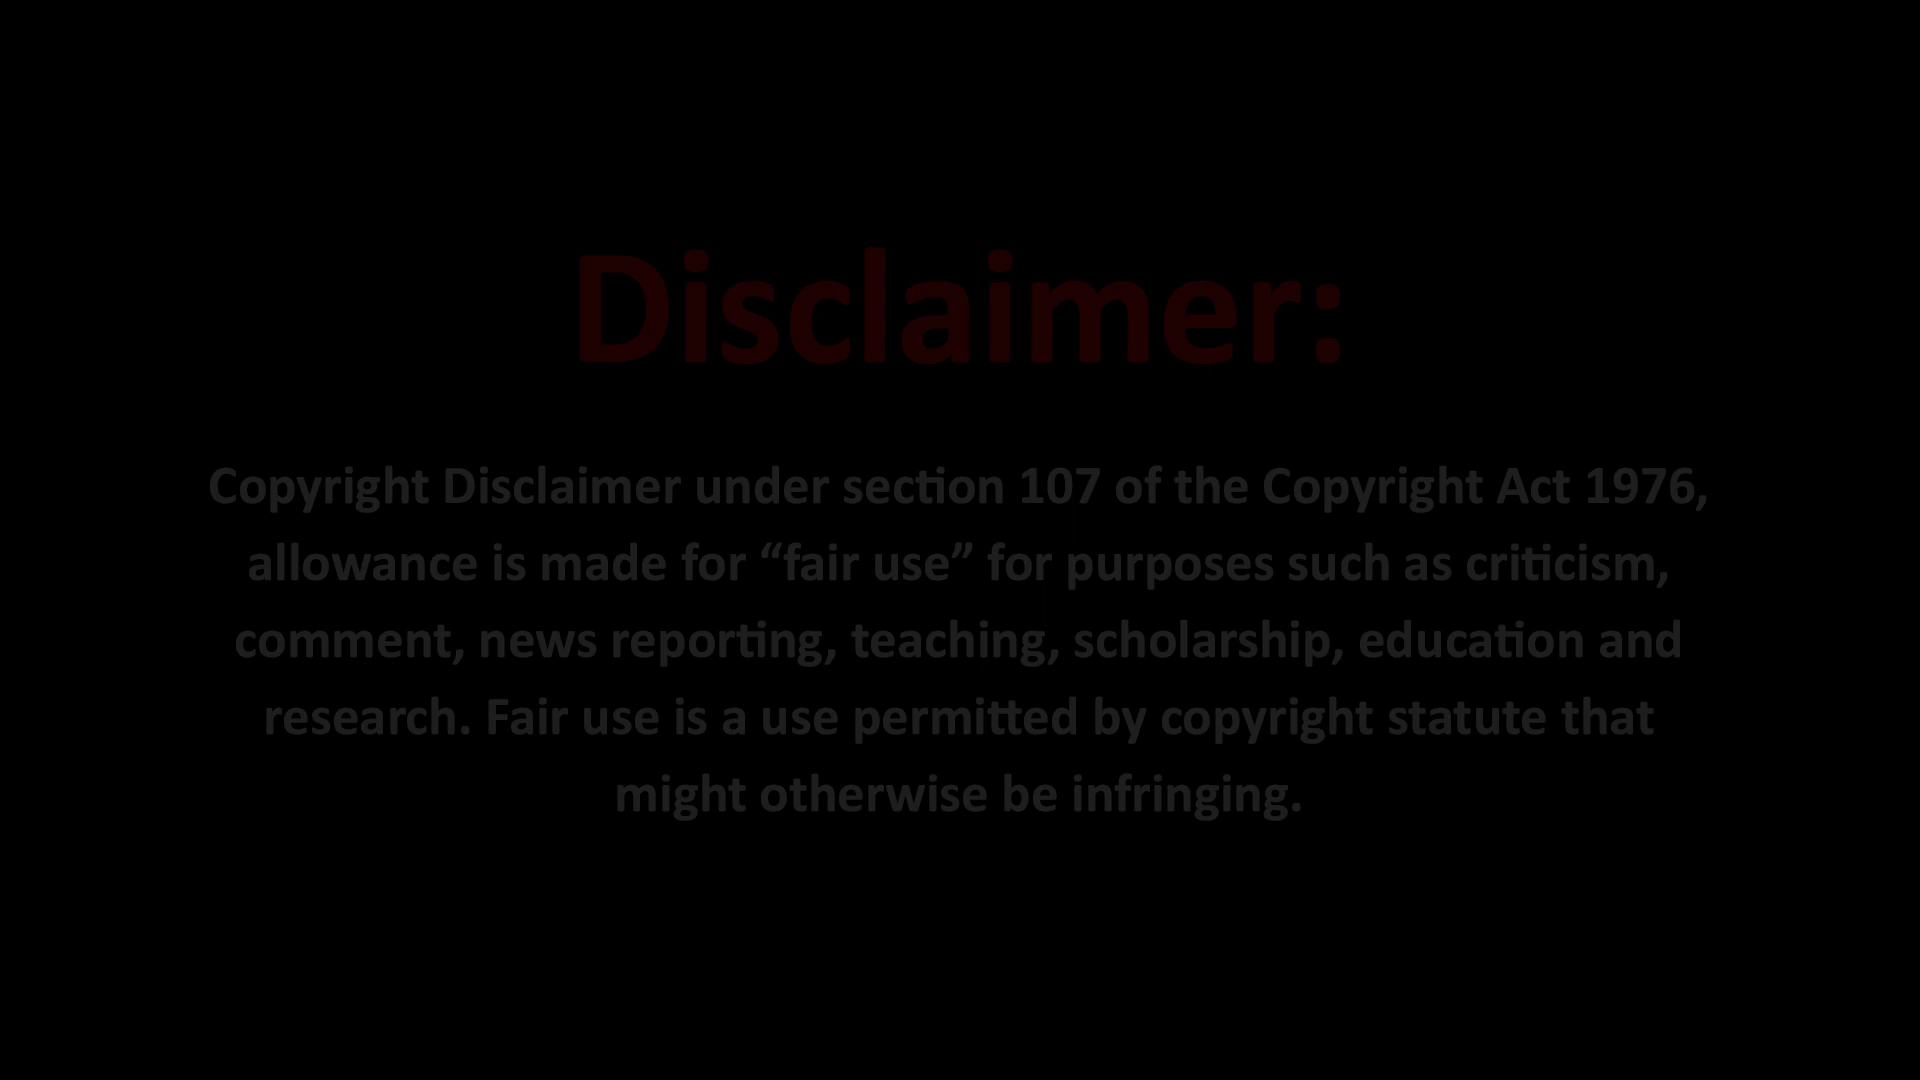 Disclaimer:
Copyright Disclaimer under section 107 of the Copyright Act 1976,
allowance is made for “fair use” for purposes such as criticism,
comment, news reporting, teaching, scholarship, education and
research. Fair use is a use permitted by copyright statute that
might otherwise be infringing.